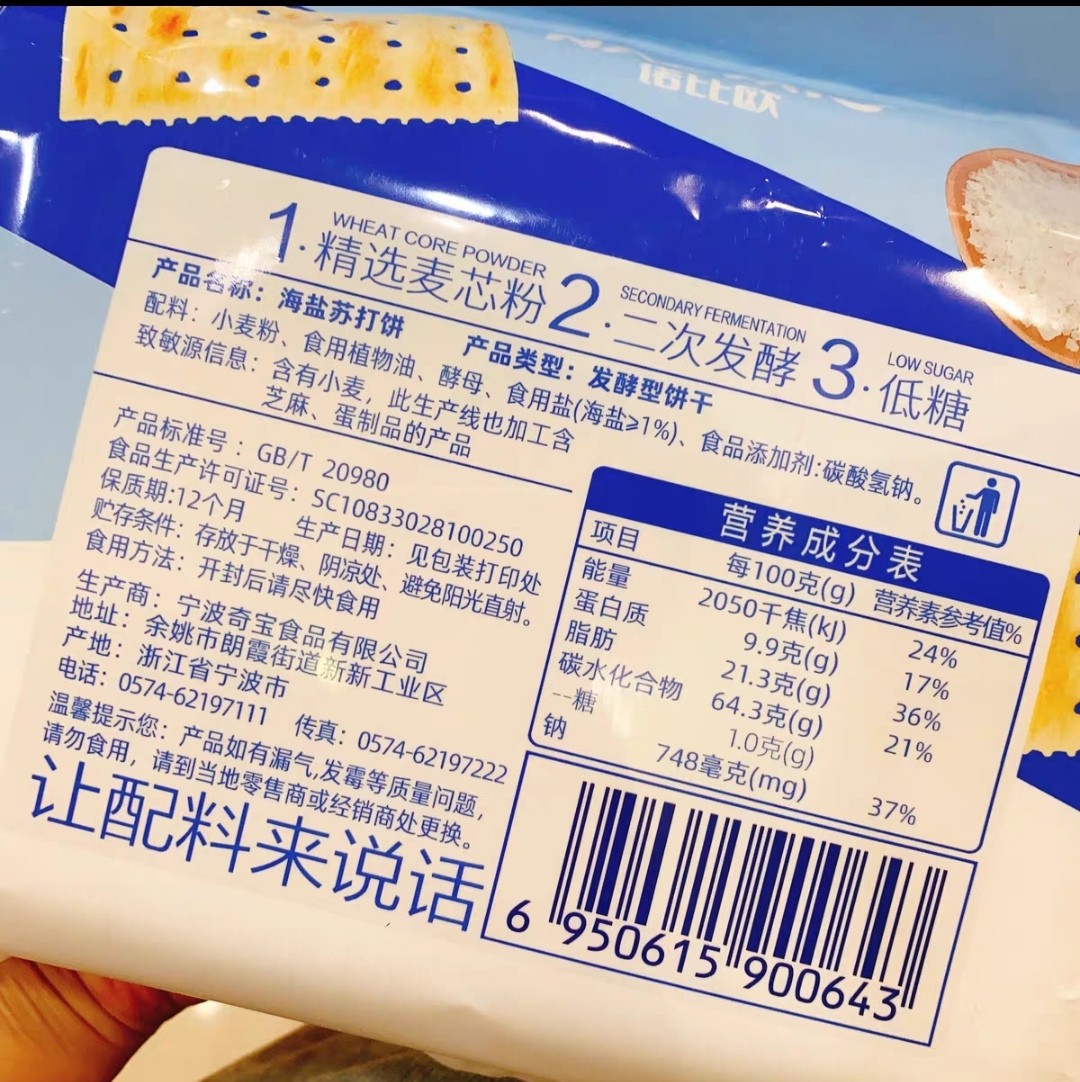 诺比欧
1.
WHEAT CORE POWDER
精选麦芯粉
2.
SECONDARY FERMENTATION
二次发酵
3.
LOW SUGAR
低糖
产品名称：海盐苏打饼 产品类型：发酵型饼干
配料：小麦粉、食用植物油、酵母、食用盐(海盐≥1%)、食品添加剂:碳酸氢钠。
致敏源信息：含有小麦，此生产线也加工含
芝麻、蛋制品的产品
产品标准号：GB/T 20980
食品生产许可证号：SC10833028100250
保质期:12个月 生产日期：见包装打印处
贮存条件：存放于干燥、阴凉处、避免阳光直射。
食用方法：开封后请尽快食用
生产商：宁波奇宝食品有限公司
地址：余姚市朗霞街道新新工业区
产地：浙江省宁波市
电话：0574-62197111 传真：0574-62197222
温馨提示您：产品如有漏气,发霉等质量问题，
请勿食用，请到当地零售商或经销商处更换。
让配料来说话
营养成分表
项目 每100克(g) 营养素参考值%
能量 2050千焦(kJ) 24%
蛋白质 9.9克(g) 17%
脂肪 21.3克(g) 36%
碳水化合物 64.3克(g) 21%
--糖 1.0克(g)
钠 748毫克(mg) 37%
6 950615 900643